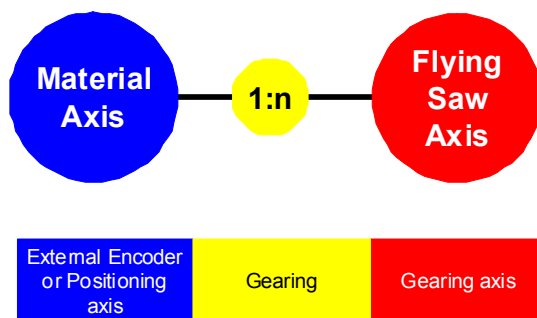 Material
Axis
1:n
Flying
Saw
Axis
External Encoder
or Positioning
axis
Gearing
Gearing axis